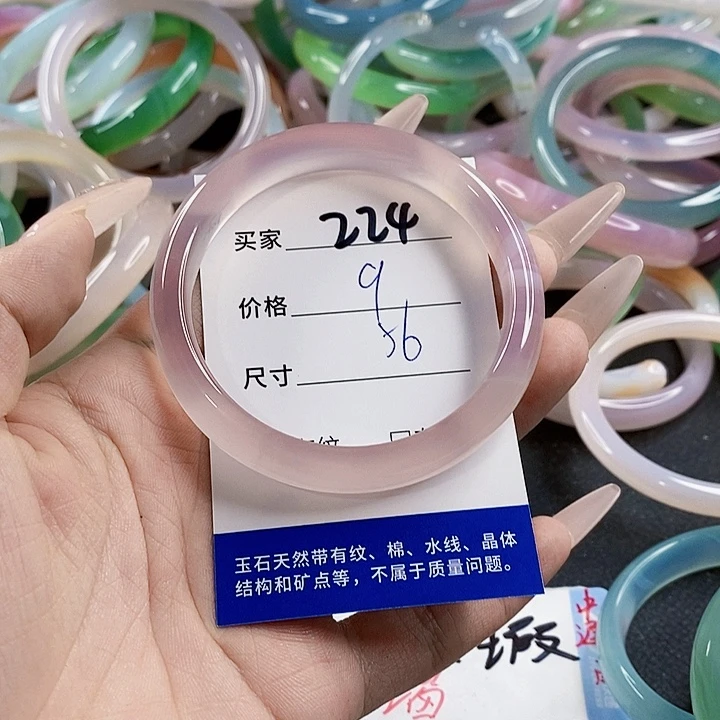 买家 224
价格 9
56
尺寸
纹
玉石天然带有纹、棉、水线、晶体
结构和矿点等，不属于质量问题。